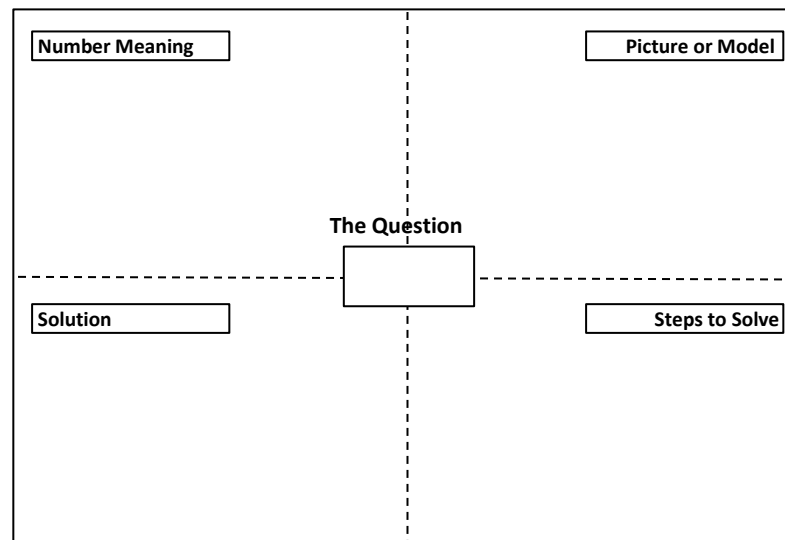 Number Meaning
Picture or Model
The Question
Solution
Steps to Solve